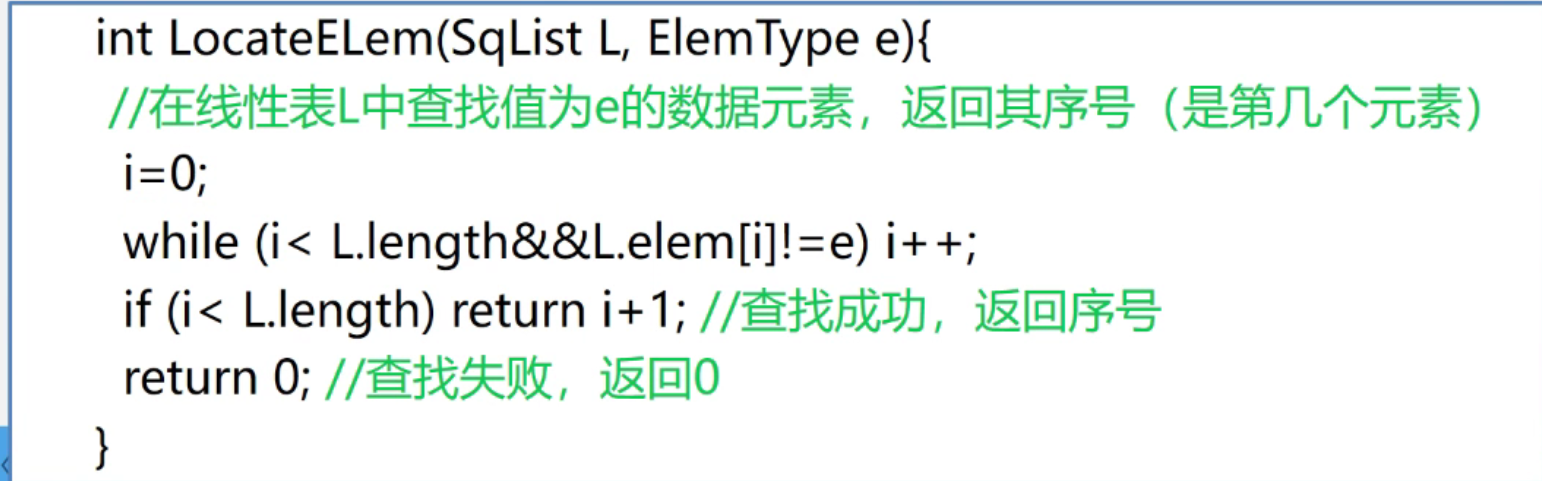 int LocateELem(SqList L, ElemType e){
//在线性表L中查找值为e的数据元素，返回其序号（是第几个元素）
i=0;
while (i< L.length&&L.elem[i]!=e) i++;
if (i< L.length) return i+1; //查找成功，返回序号
return 0; //查找失败，返回0
}